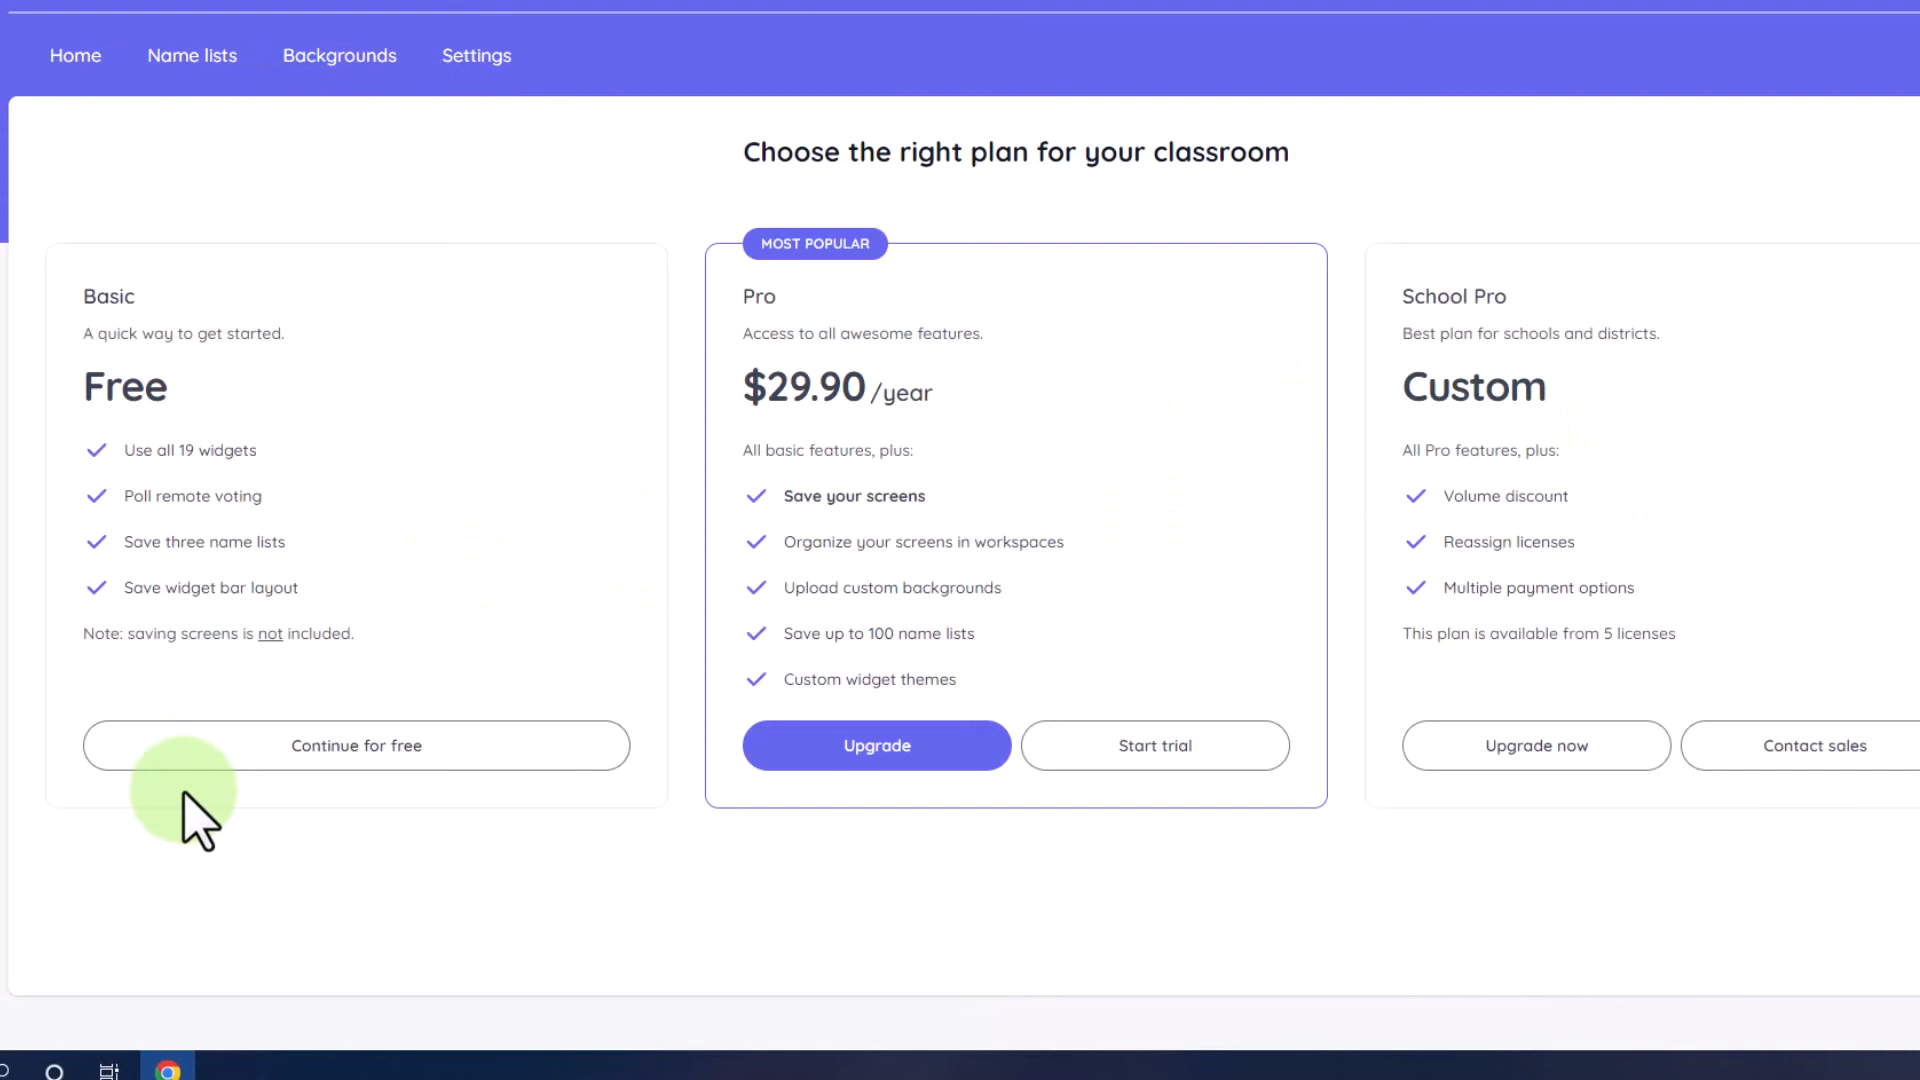 Home Name lists Backgrounds Settings
Choose the right plan for your classroom
Basic
A quick way to get started.
Free
Use all 19 widgets
Poll remote voting
Save three name lists
Save widget bar layout
Note: saving screens is not included.
Continue for free
MOST POPULAR
Pro
Access to all awesome features.
$29.90 /year
All basic features, plus:
Save your screens
Organize your screens in workspaces
Upload custom backgrounds
Save up to 100 name lists
Custom widget themes
Upgrade
Start trial
School Pro
Best plan for schools and districts.
Custom
All Pro features, plus:
Volume discount
Reassign licenses
Multiple payment options
This plan is available from 5 licenses
Upgrade now
Contact sales